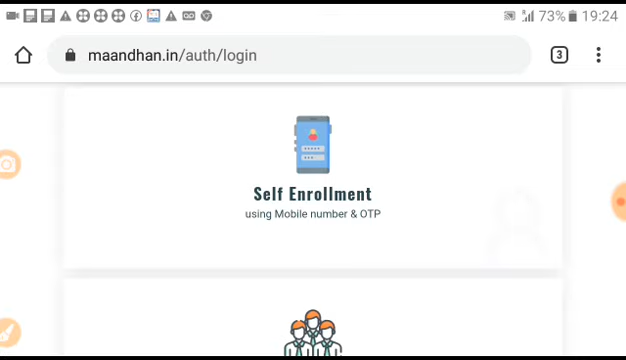 73% 19:24
maandhan.in/auth/login
3
Self Enrollment
using Mobile number & OTP